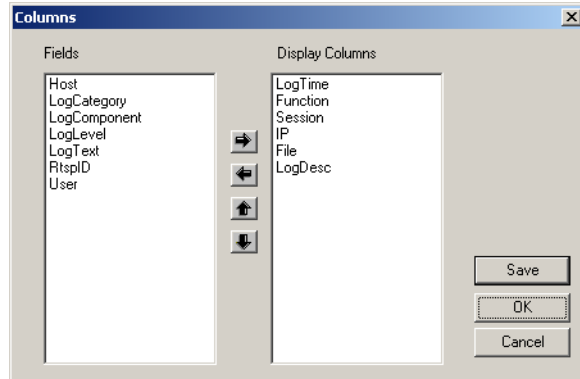 Columns
Fields
Display Columns
Host
LogCategory
LogComponent
LogLevel
LogText
RtspID
User
LogTime
Function
Session
IP
File
LogDesc
Save
OK
Cancel